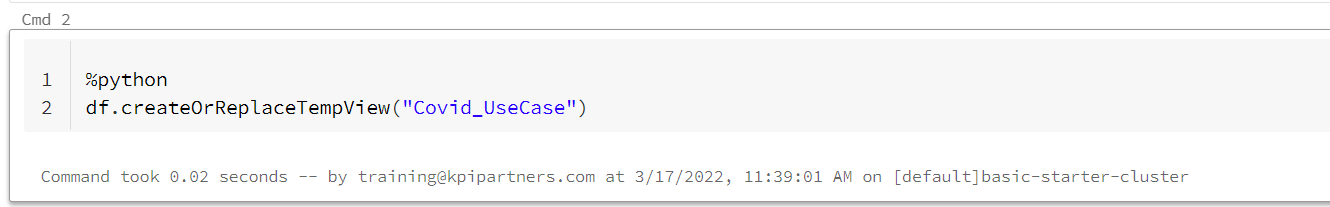 Cmd 2
1 %python
2 df.createOrReplaceTempView("Covid_UseCase")
Command took 0.02 seconds -- by training@kpipartners.com at 3/17/2022, 11:39:01 AM on [default]basic-starter-cluster